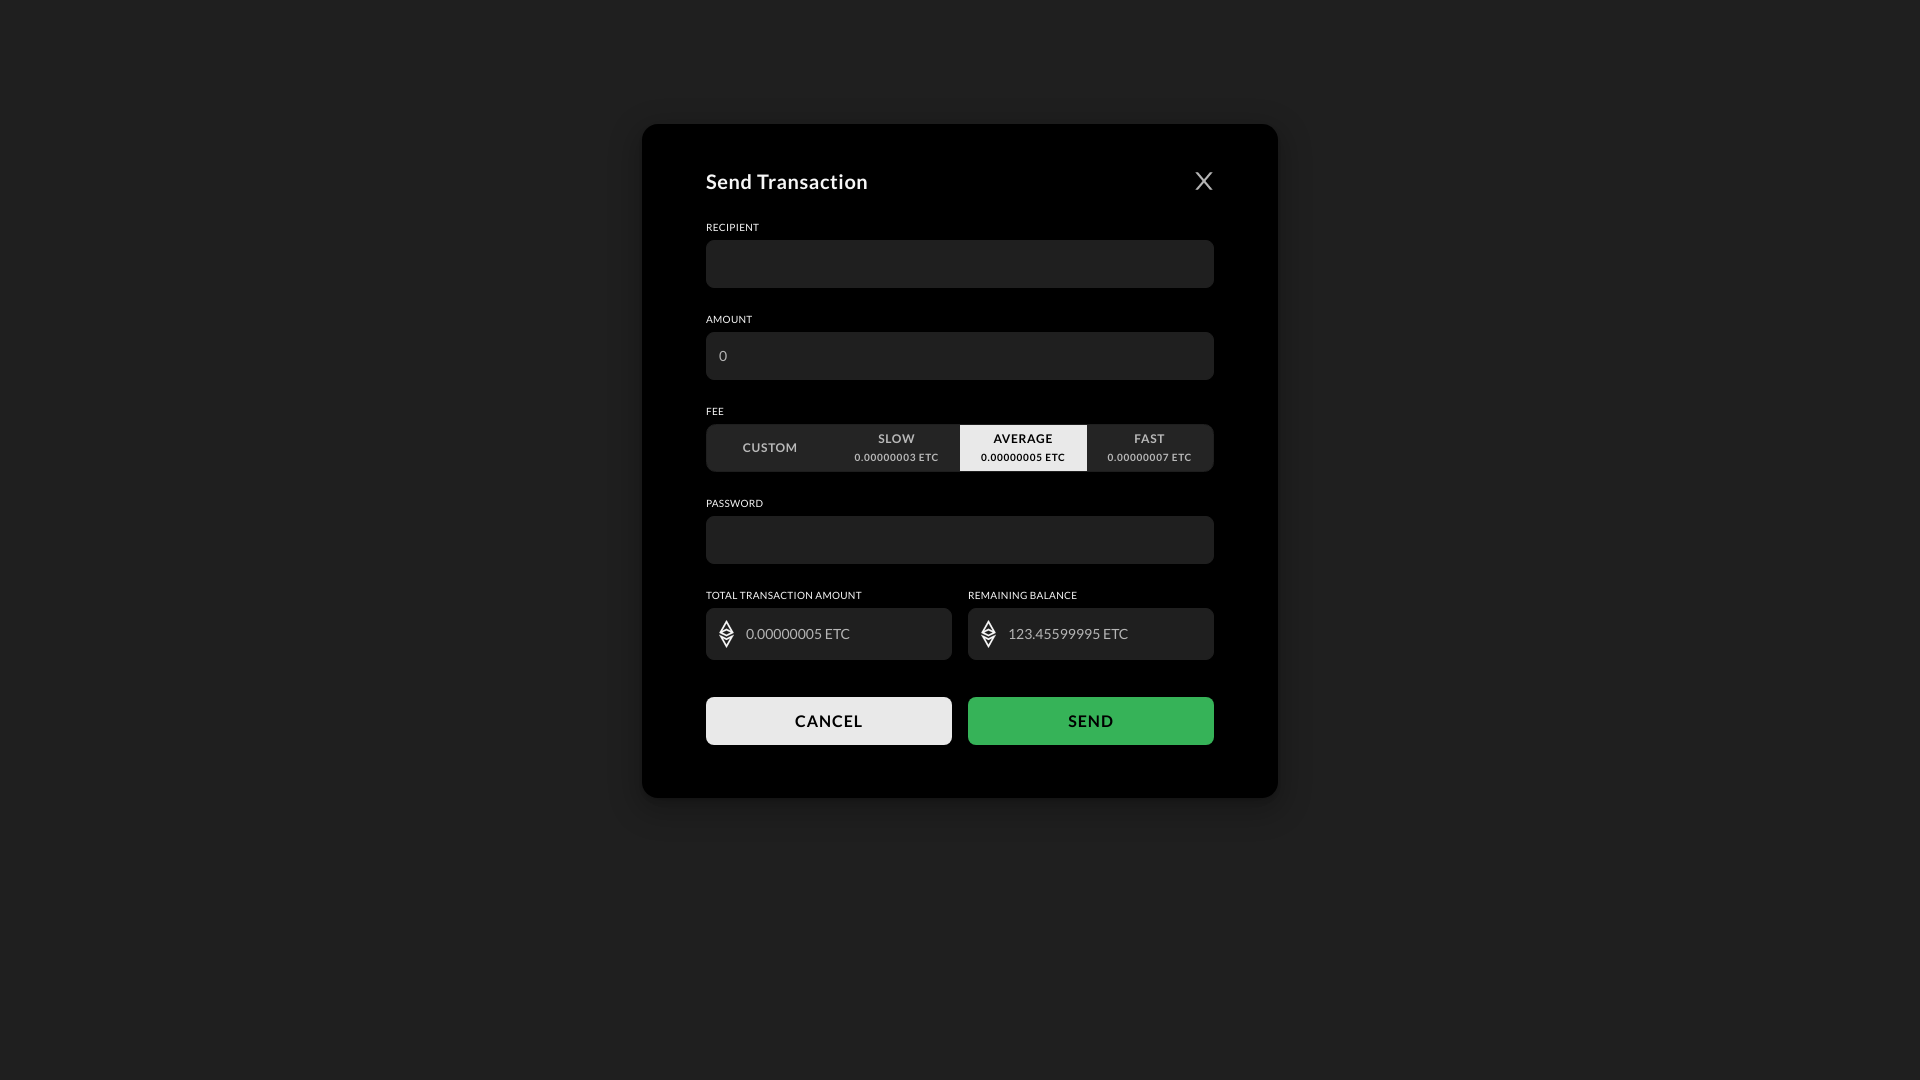 Send Transaction
X
RECIPIENT
AMOUNT
0
FEE
CUSTOM
SLOW
0.00000003 ETC
AVERAGE
0.00000005 ETC
FAST
0.00000007 ETC
PASSWORD
TOTAL TRANSACTION AMOUNT
0.00000005 ETC
REMAINING BALANCE
123.45599995 ETC
CANCEL
SEND